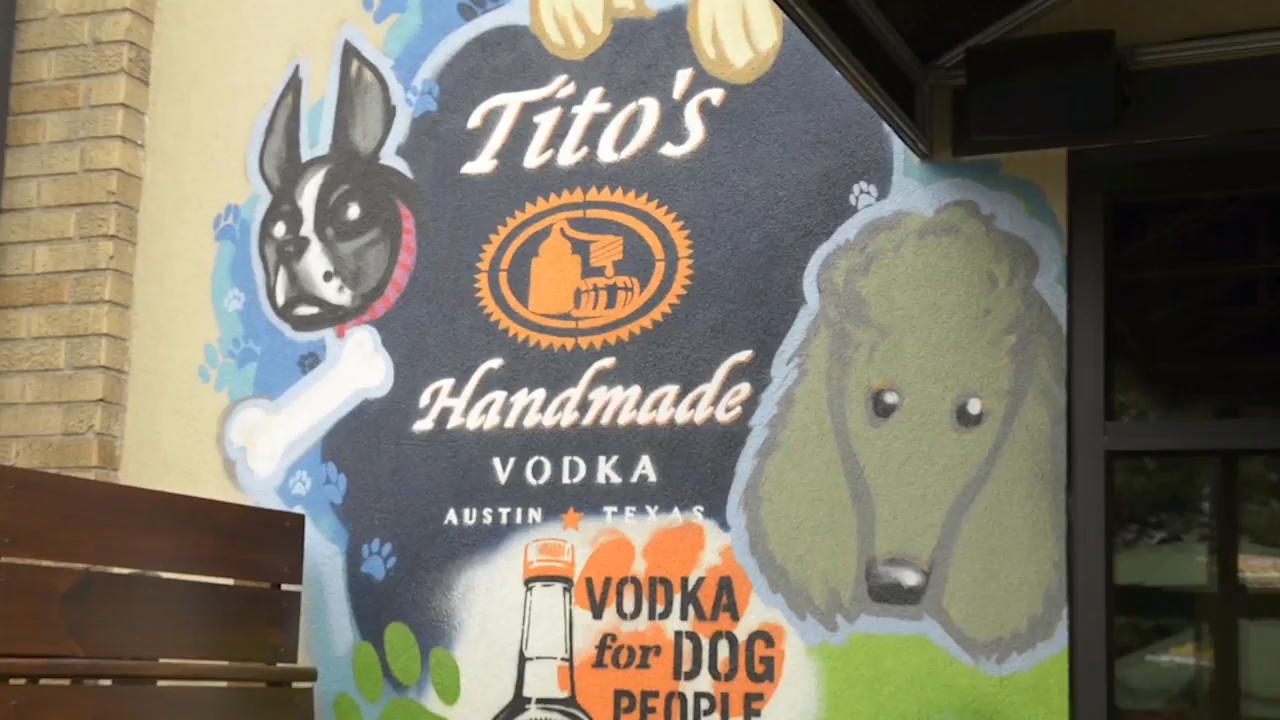 Tito's
Handmade
VODKA
AUSTIN ★ TEXAS
VODKA
for DOG
PEOPLE